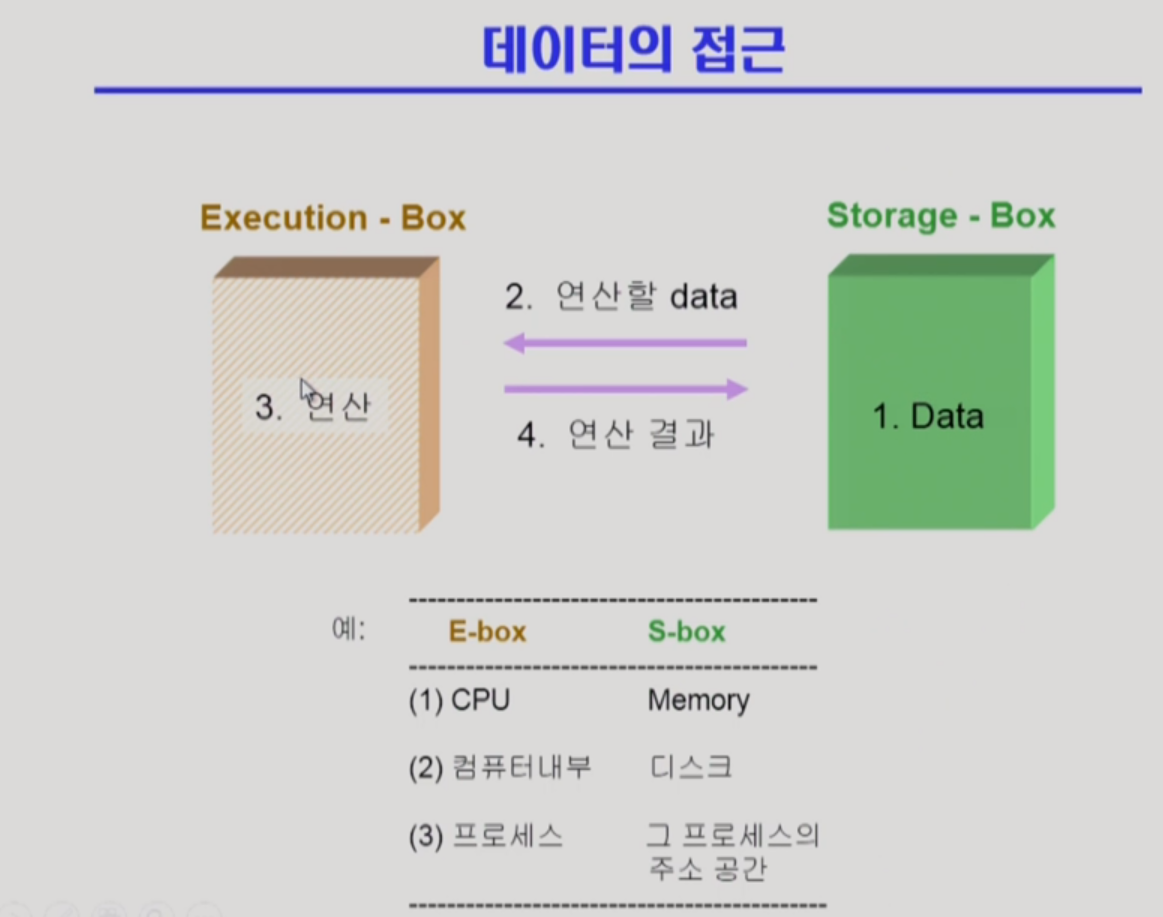 데이터의 접근
Execution - Box
Storage - Box
2. 연산할 data
3. 연산
1. Data
4. 연산 결과
예: E-box S-box
(1) CPU Memory
(2) 컴퓨터내부 디스크
(3) 프로세스 그 프로세스의
주소 공간